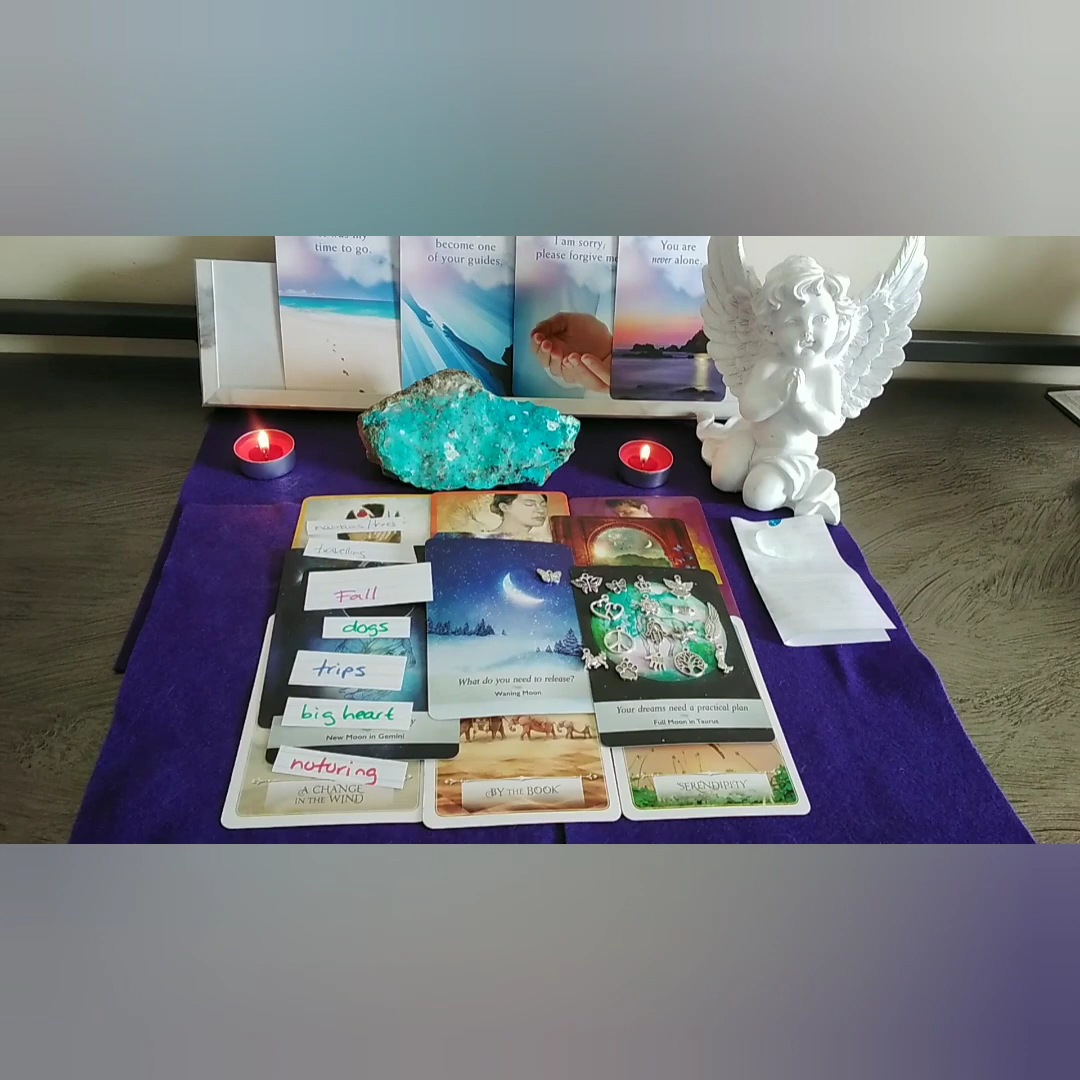 time to go.
become one
of your guides,
I am sorry,
please forgive me
You are
never alone.
travelling
Fall
dogs
trips
big heart
New Moon in Gemini
nuturing
A CHANGE
IN THE WIND
What do you need to release?
Waning Moon
BY THE BOOK
Your dreams need a practical plan
Full Moon in Taurus
SERENDIPITY